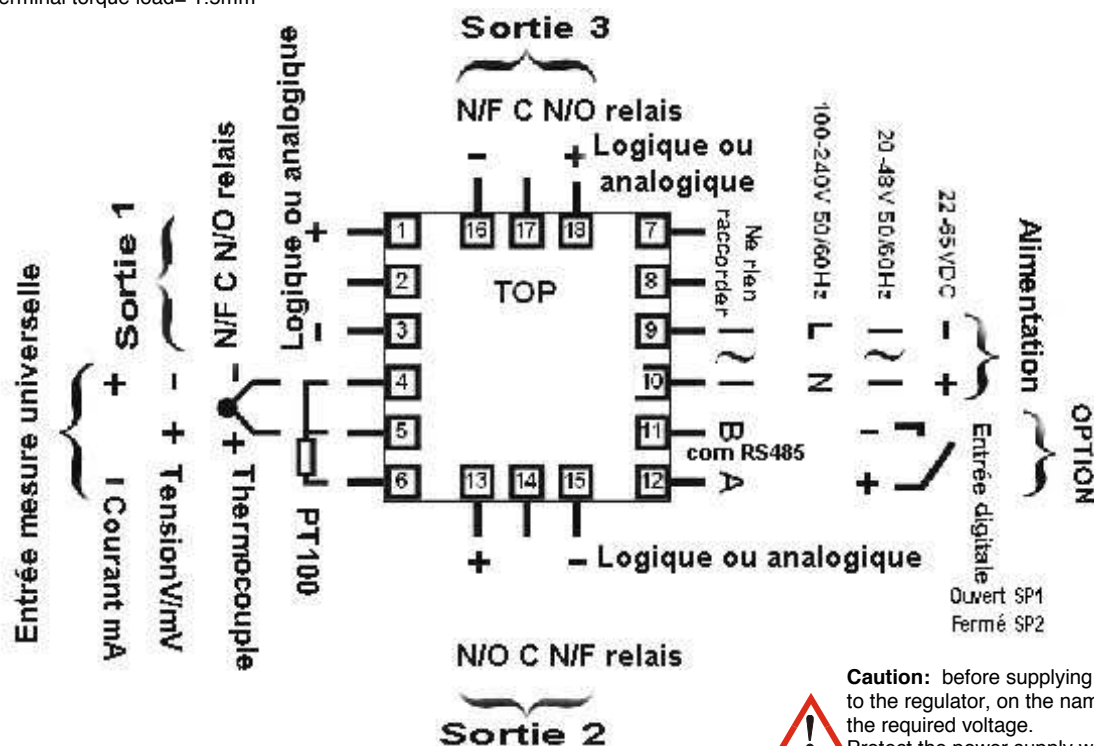 erminal torque load= 1.5mm
Sortie 3
N/F C N/O relais
- + Logique ou
analogique
Entrée mesure universelle
Sortie 1
N/F C N/O relais
Logique ou analogique
+ -
+ I Courant mA
- + Tension V/mV
- + Thermocouple
PT100
1
2
3
4
5
6
16 17 18
TOP
13 14 15
7
8
9
10
11
12
Ne rien
raccorder
| ~ |
B
com RS485
A
100-240V 50/60Hz
L N
20-48V 50/60Hz
| ~ |
22-65VDC
- +
Alimentation
OPTION
- +
Entrée digitale
Ouvert SP1
Fermé SP2
+ - Logique ou analogique
N/O C N/F relais
Sortie 2
Caution: before supplying
to the regulator, on the nam
the required voltage.
Protect the power supply w